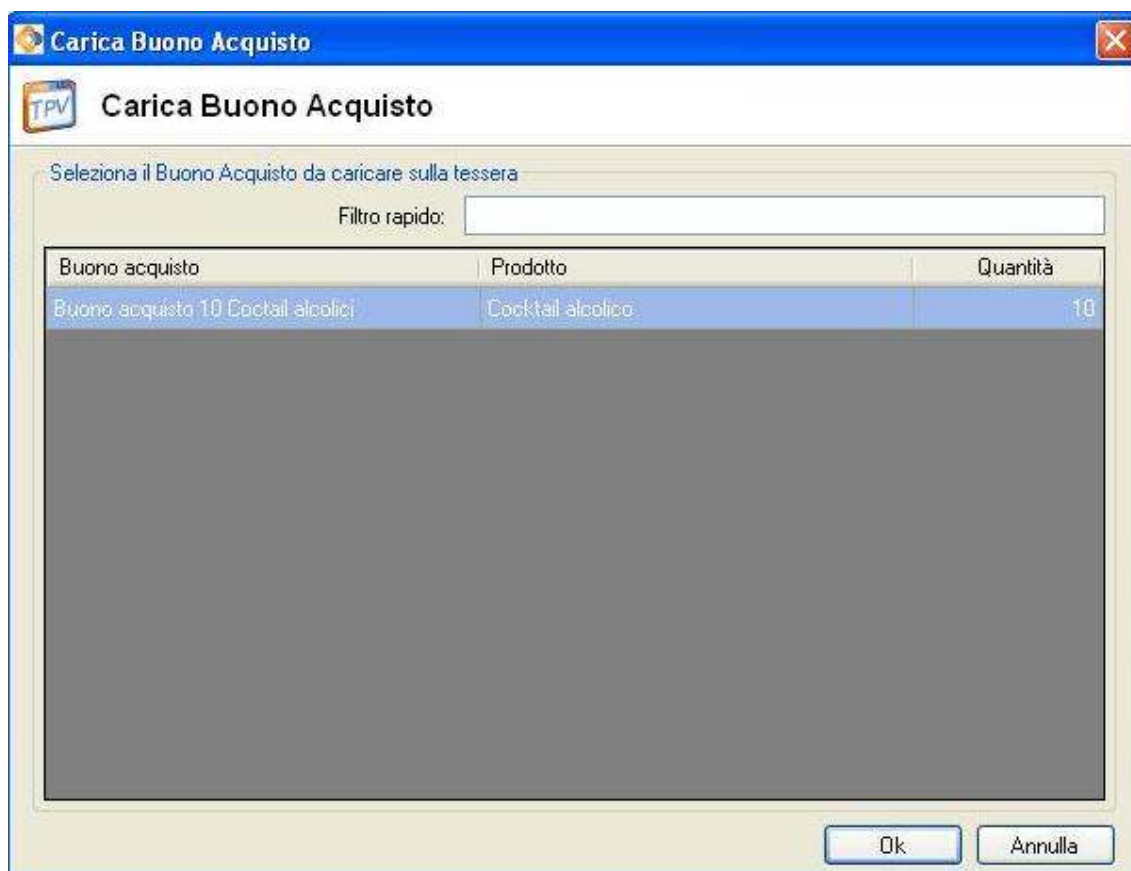 Carica Buono Acquisto
TPV Carica Buono Acquisto
Seleziona il Buono Acquisto da caricare sulla tessera
Filtro rapido:
Buono acquisto Prodotto Quantità
Buono acquisto 10 Coctail alcolici Cocktail alcolico 10
Ok Annulla